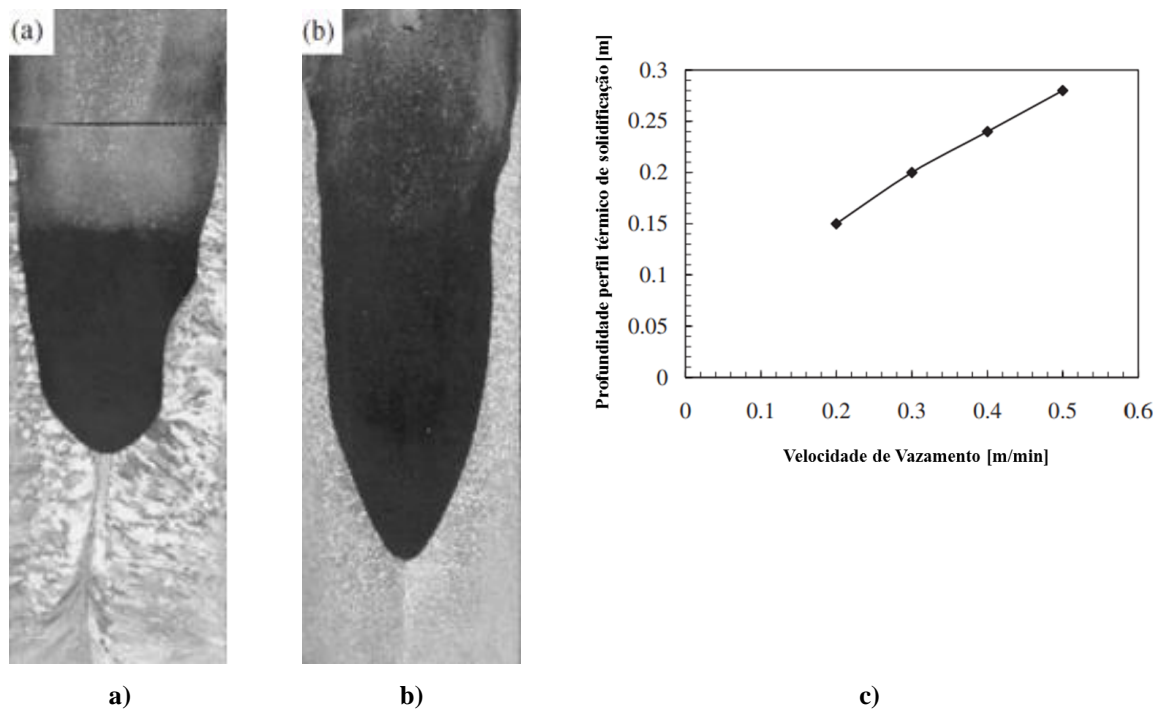 (a)
(b)
Profundidade perfil térmico de solidificação [m]
0.3
0.25
0.2
0.15
0.1
0.05
0
0 0.1 0.2 0.3 0.4 0.5 0.6
Velocidade de Vazamento [m/min]
a) b) c)